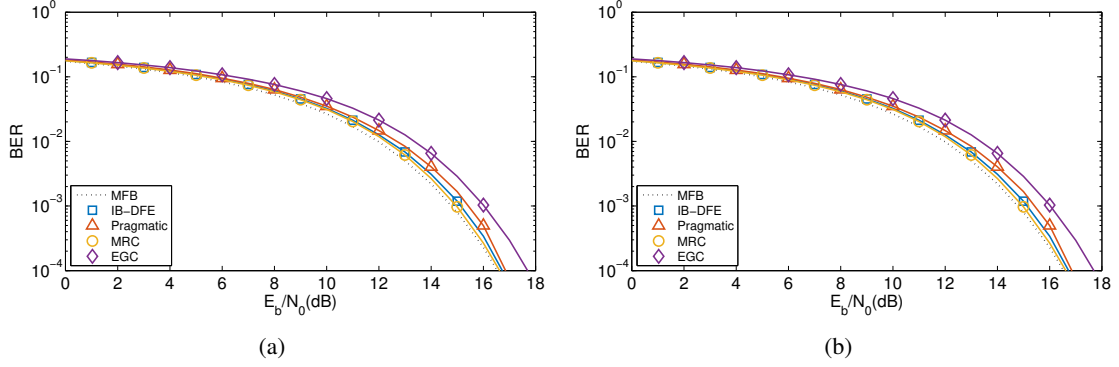 10^0
10^-1
10^-2
10^-3
10^-4
BER
0 2 4 6 8 10 12 14 16 18
E_b/N_0(dB)
MFB
IB-DFE
Pragmatic
MRC
EGC
(a)
10^0
10^-1
10^-2
10^-3
10^-4
BER
0 2 4 6 8 10 12 14 16 18
E_b/N_0(dB)
MFB
IB-DFE
Pragmatic
MRC
EGC
(b)